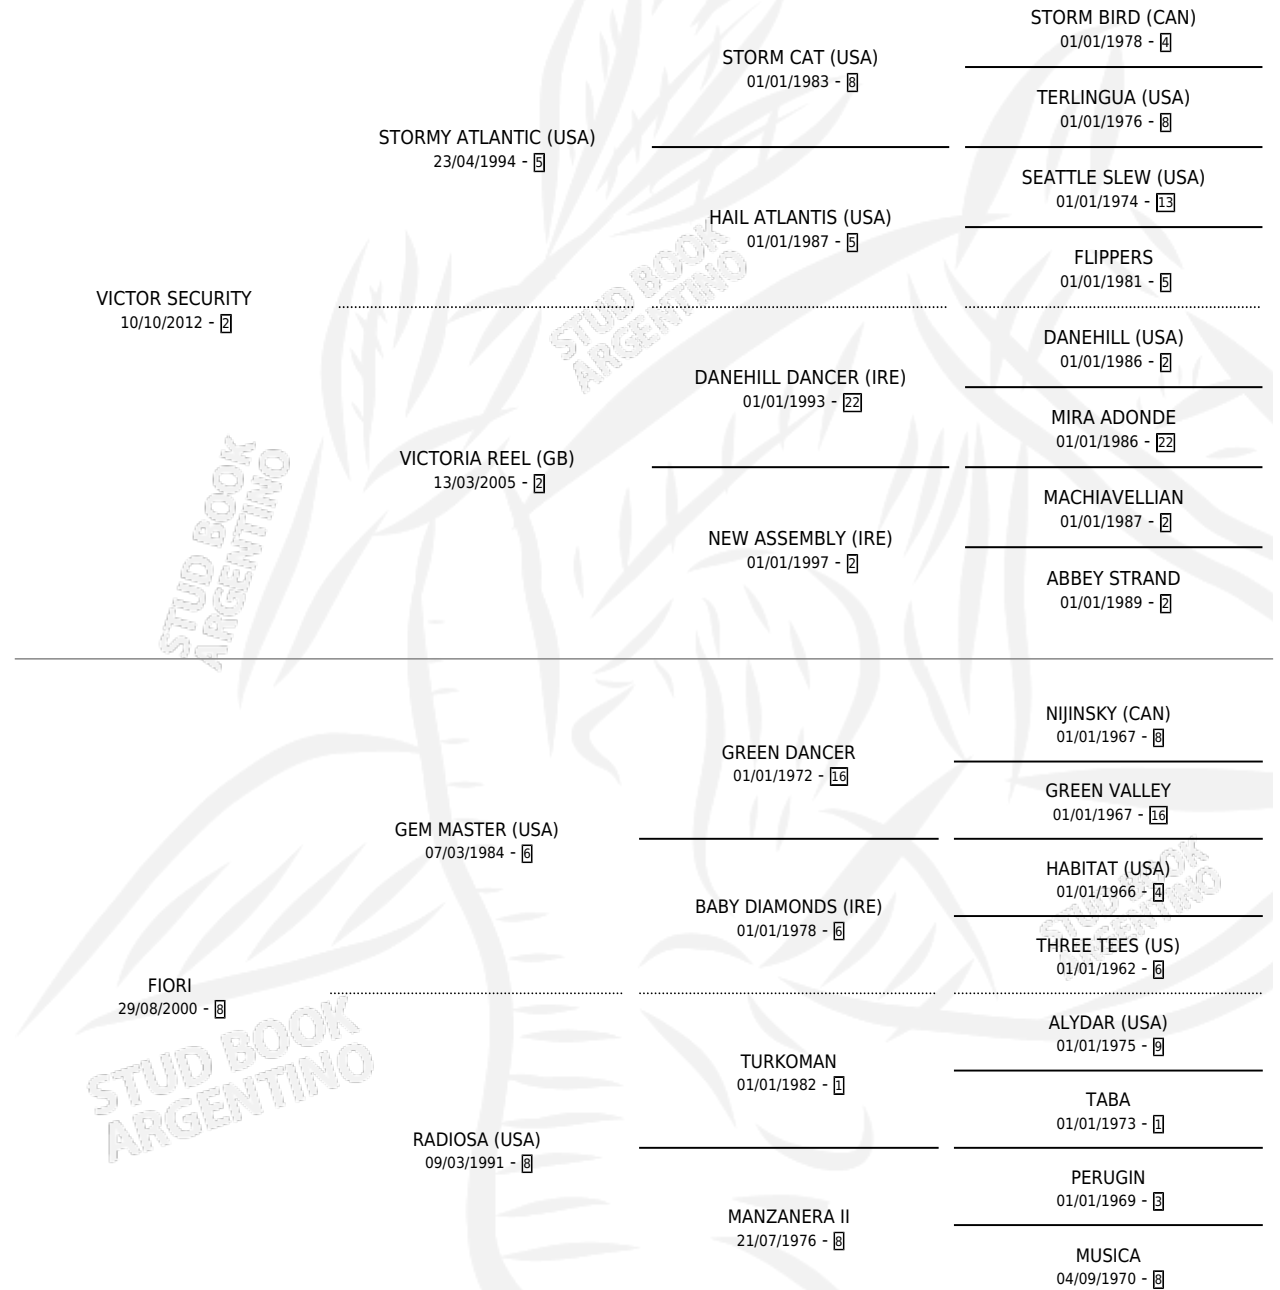 STORM BIRD (CAN)
01/01/1978 - 4
STORM CAT (USA)
01/01/1983 - 8
TERLINGUA (USA)
01/01/1976 - 8
STORMY ATLANTIC (USA)
23/04/1994 - 5
SEATTLE SLEW (USA)
01/01/1974 - 13
HAIL ATLANTIS (USA)
01/01/1987 - 5
FLIPPERS
01/01/1981 - 5
VICTOR SECURITY
10/10/2012 - 2
STUD BOOK
ARGENTINO
DANEHILL (USA)
01/01/1986 - 2
DANEHILL DANCER (IRE)
01/01/1993 - 22
MIRA ADONDE
01/01/1986 - 22
VICTORIA REEL (GB)
13/03/2005 - 2
MACHIAVELLIAN
01/01/1987 - 2
NEW ASSEMBLY (IRE)
01/01/1997 - 2
ABBEY STRAND
01/01/1989 - 2
STUD BOOK
ARGENTINO
NIJINSKY (CAN)
01/01/1967 - 8
GREEN DANCER
01/01/1972 - 16
GREEN VALLEY
01/01/1967 - 16
GEM MASTER (USA)
07/03/1984 - 6
HABITAT (USA)
01/01/1966 - 4
BABY DIAMONDS (IRE)
01/01/1978 - 6
STUD BOOK
ARGENTINO
THREE TEES (US)
01/01/1962 - 6
FIORI
29/08/2000 - 8
ALYDAR (USA)
01/01/1975 - 9
TURKOMAN
01/01/1982 - 1
STUD BOOK
ARGENTINO
TABA
01/01/1973 - 1
RADIOSA (USA)
09/03/1991 - 8
PERUGIN
01/01/1969 - 3
MANZANERA II
21/07/1976 - 8
MUSICA
04/09/1970 - 8